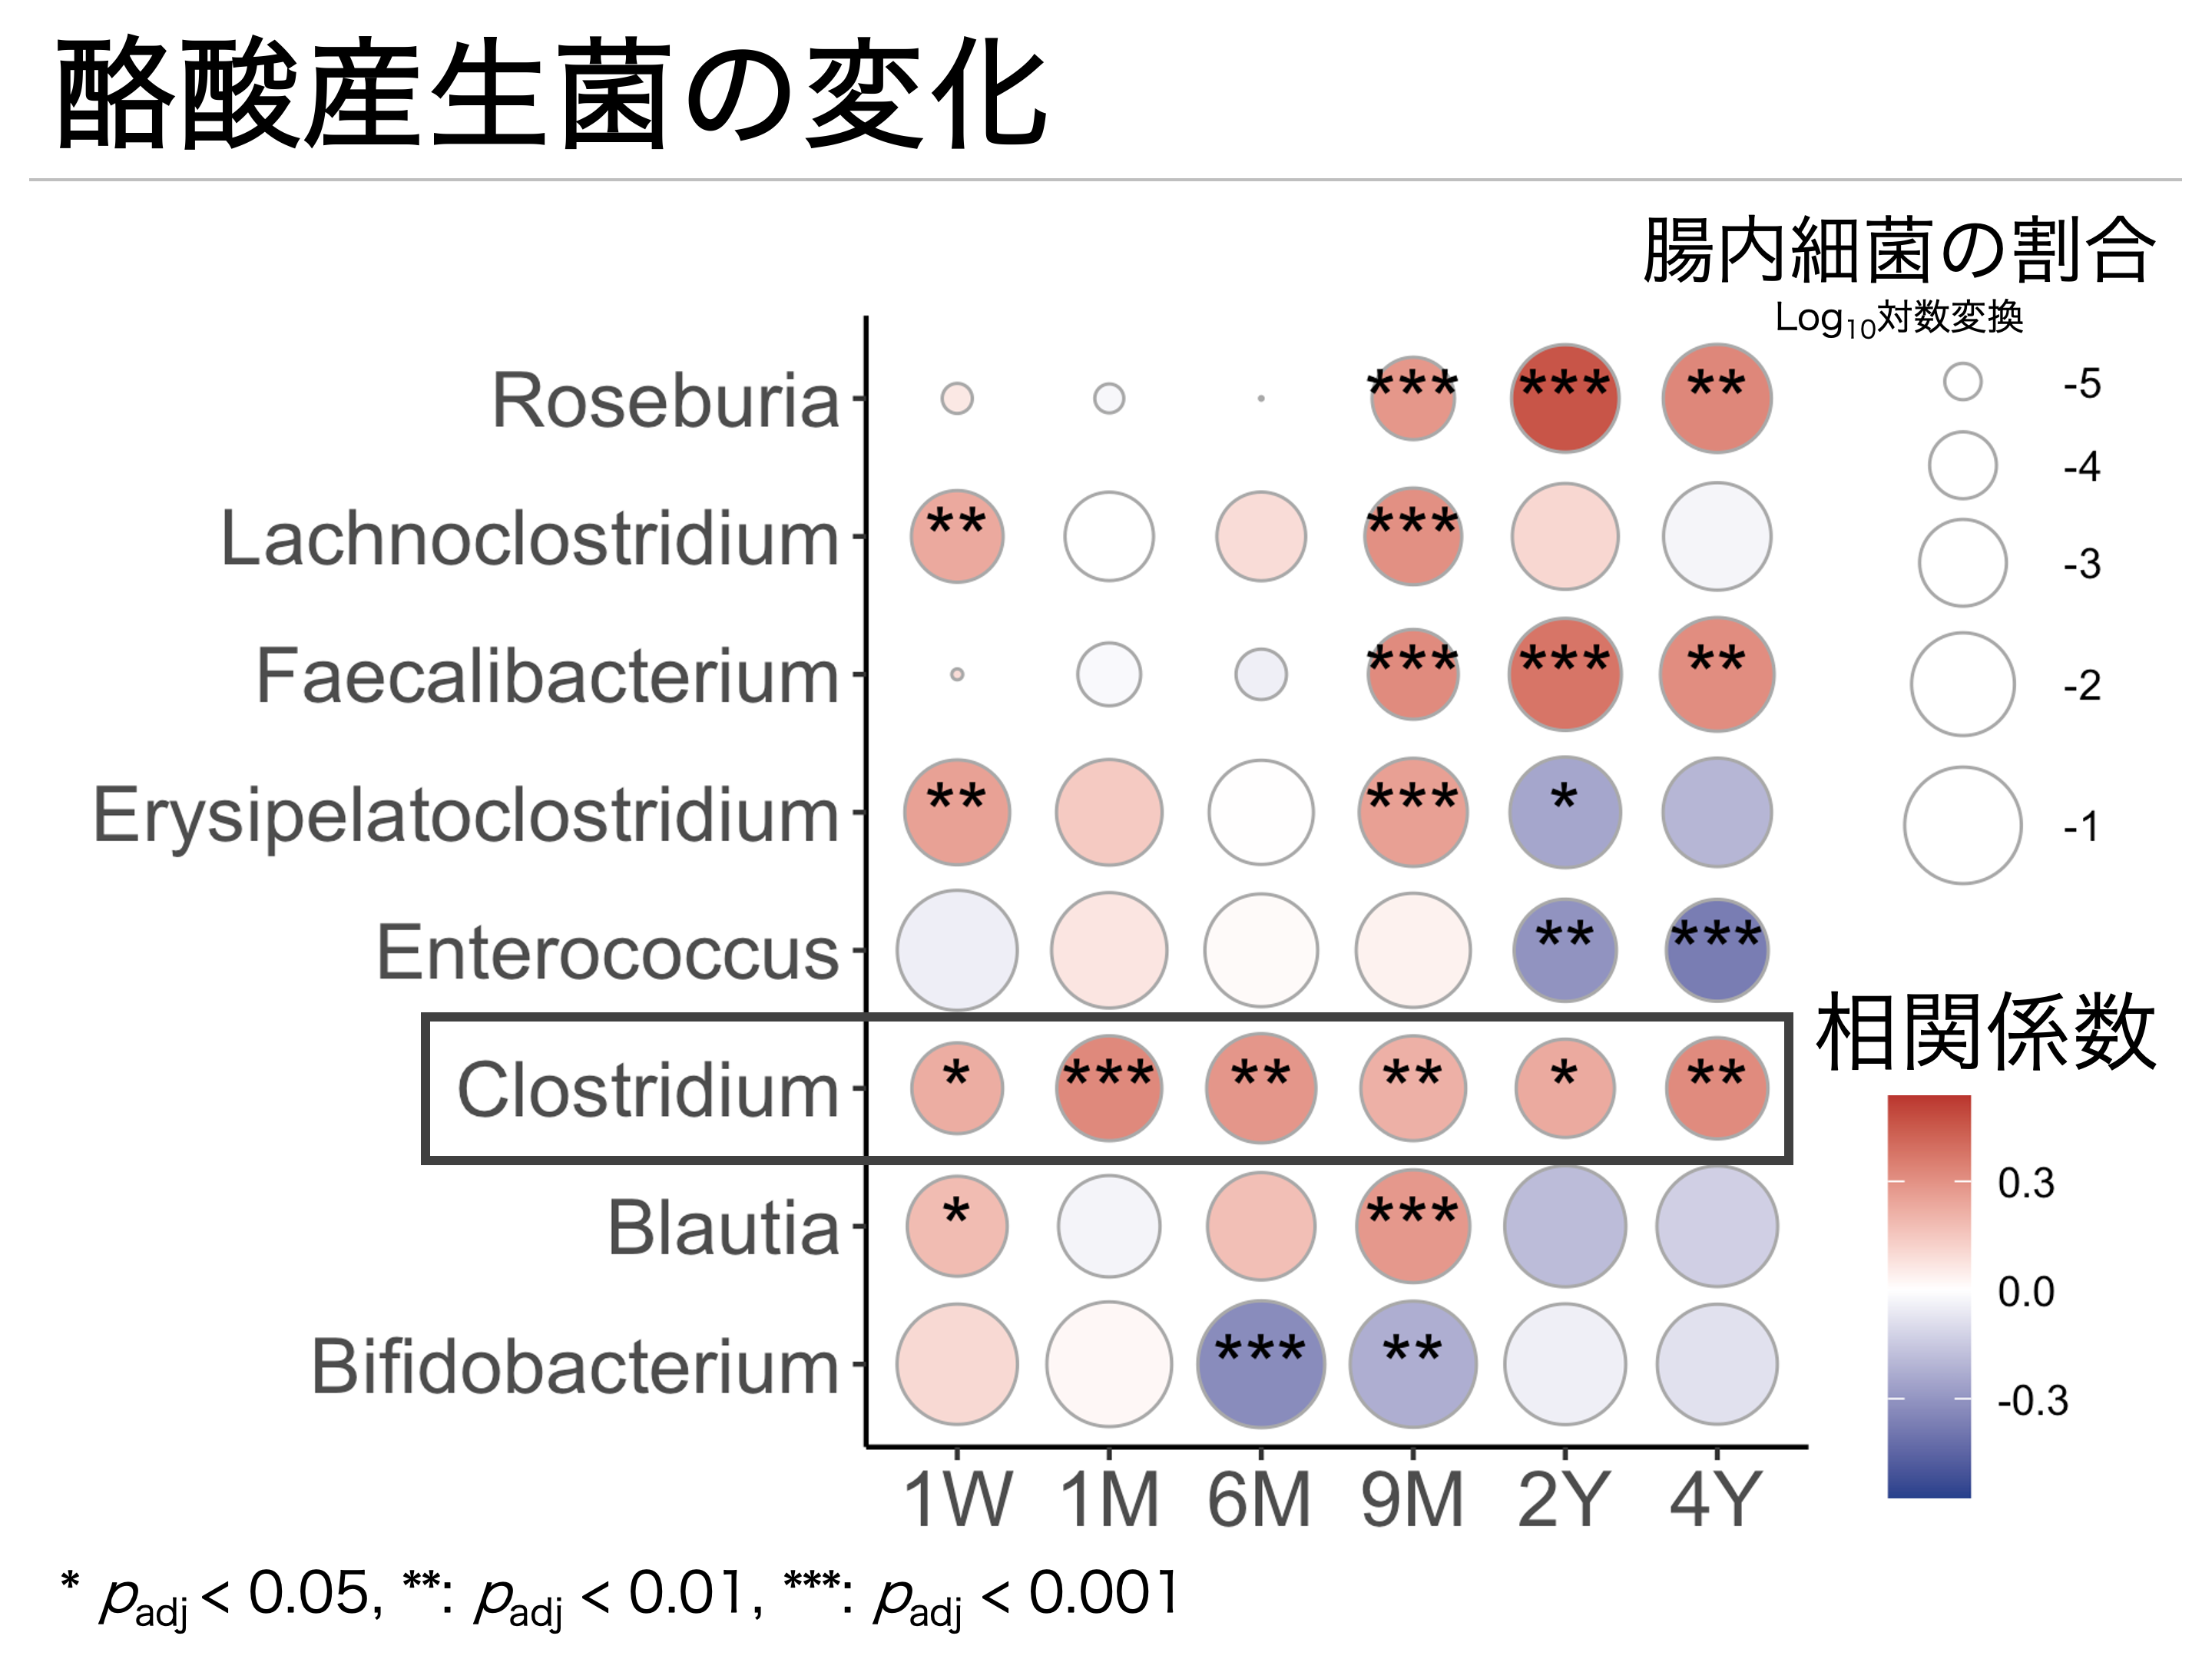 酪酸産生菌の変化
腸内細菌の割合
Log10対数変換
-5
-4
-3
-2
-1
Roseburia *** *** **
Lachnoclostridium ** ***
Faecalibacterium *** *** **
Erysipelatoclostridium ** *** *
Enterococcus ** ***
Clostridium * *** ** ** * **
Blautia * ***
Bifidobacterium *** **
相関係数
0.3
0.0
-0.3
1W 1M 6M 9M 2Y 4Y
* padj < 0.05, **: padj < 0.01, ***: padj < 0.001